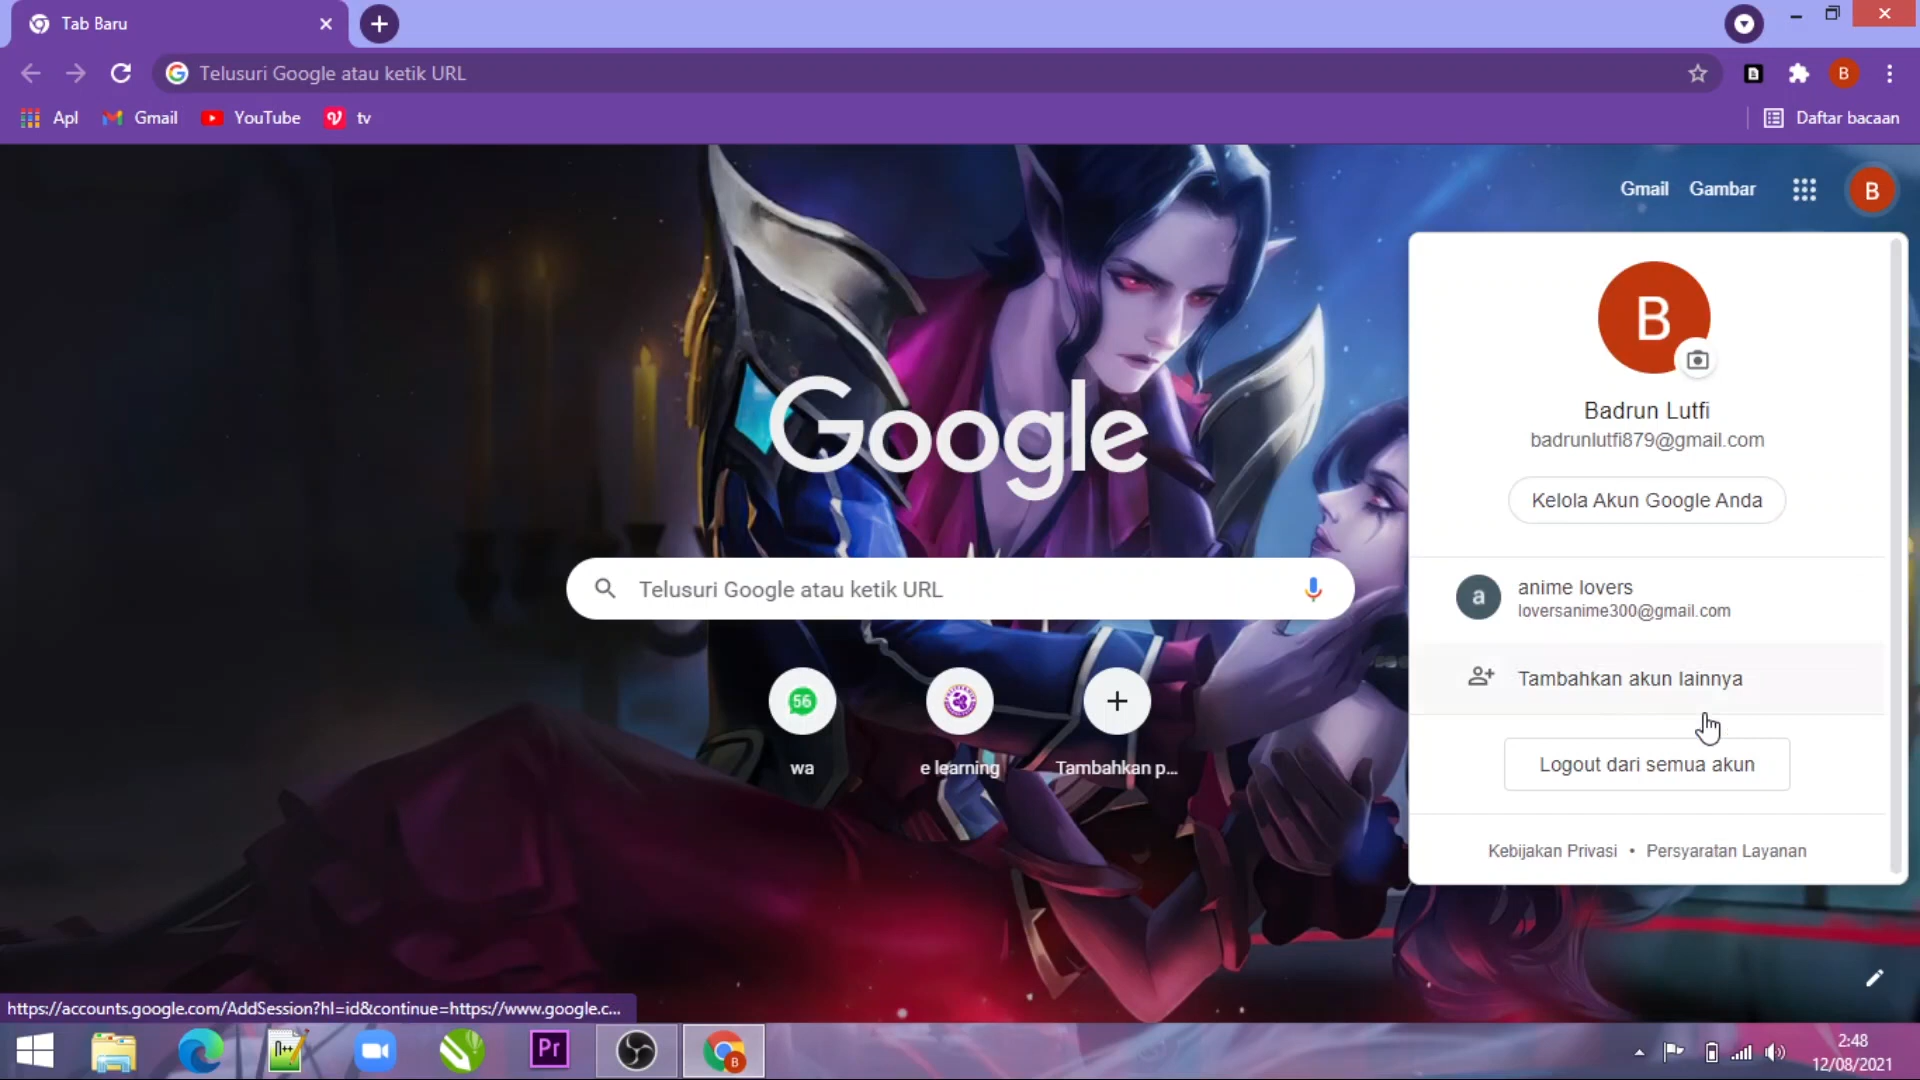 Tab Baru
Telusuri Google atau ketik URL
Apl
Gmail
YouTube
tv
Daftar bacaan
Gmail
Gambar
B
B
B
Badrun Lutfi
badrunlutfi879@gmail.com
Kelola Akun Google Anda
Google
Telusuri Google atau ketik URL
a
anime lovers
loversanime300@gmail.com
Tambahkan akun lainnya
56
wa
e learning
Tambahkan p...
Logout dari semua akun
Kebijakan Privasi • Persyaratan Layanan
https://accounts.google.com/AddSession?hl=id&continue=https://www.google.c...
Pr
B
2:48
12/08/2021